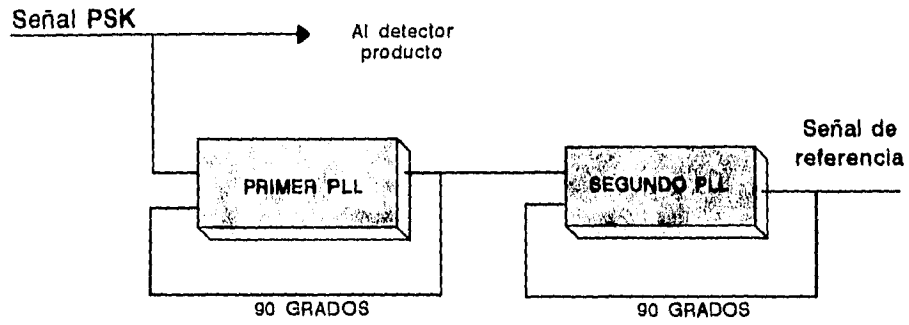 Señal PSK
Al detector
producto
Señal de
referencia
PRIMER PLL
SEGUNDO PLL
90 GRADOS
90 GRADOS